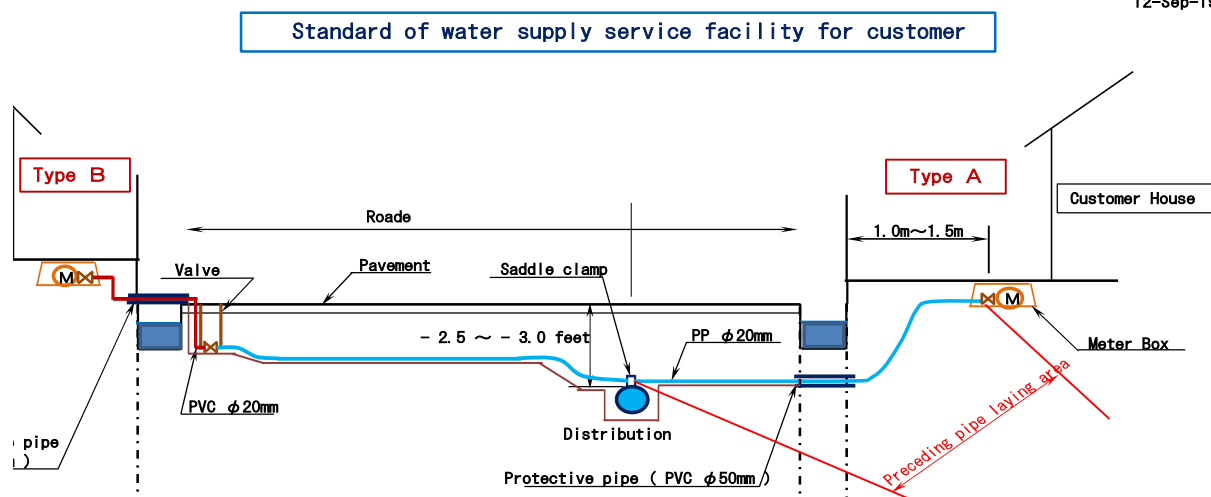 12-Sep-19
Standard of water supply service facility for customer
Type B
Type A
Customer House
Roade
1.0m～1.5m
Valve
Pavement
Saddle clamp
M
M
- 2.5 ～ - 3.0 feet
PP φ20mm
Meter Box
PVC φ20mm
Preceding pipe laying area
Distribution
pipe
)
Protective pipe ( PVC φ50mm )